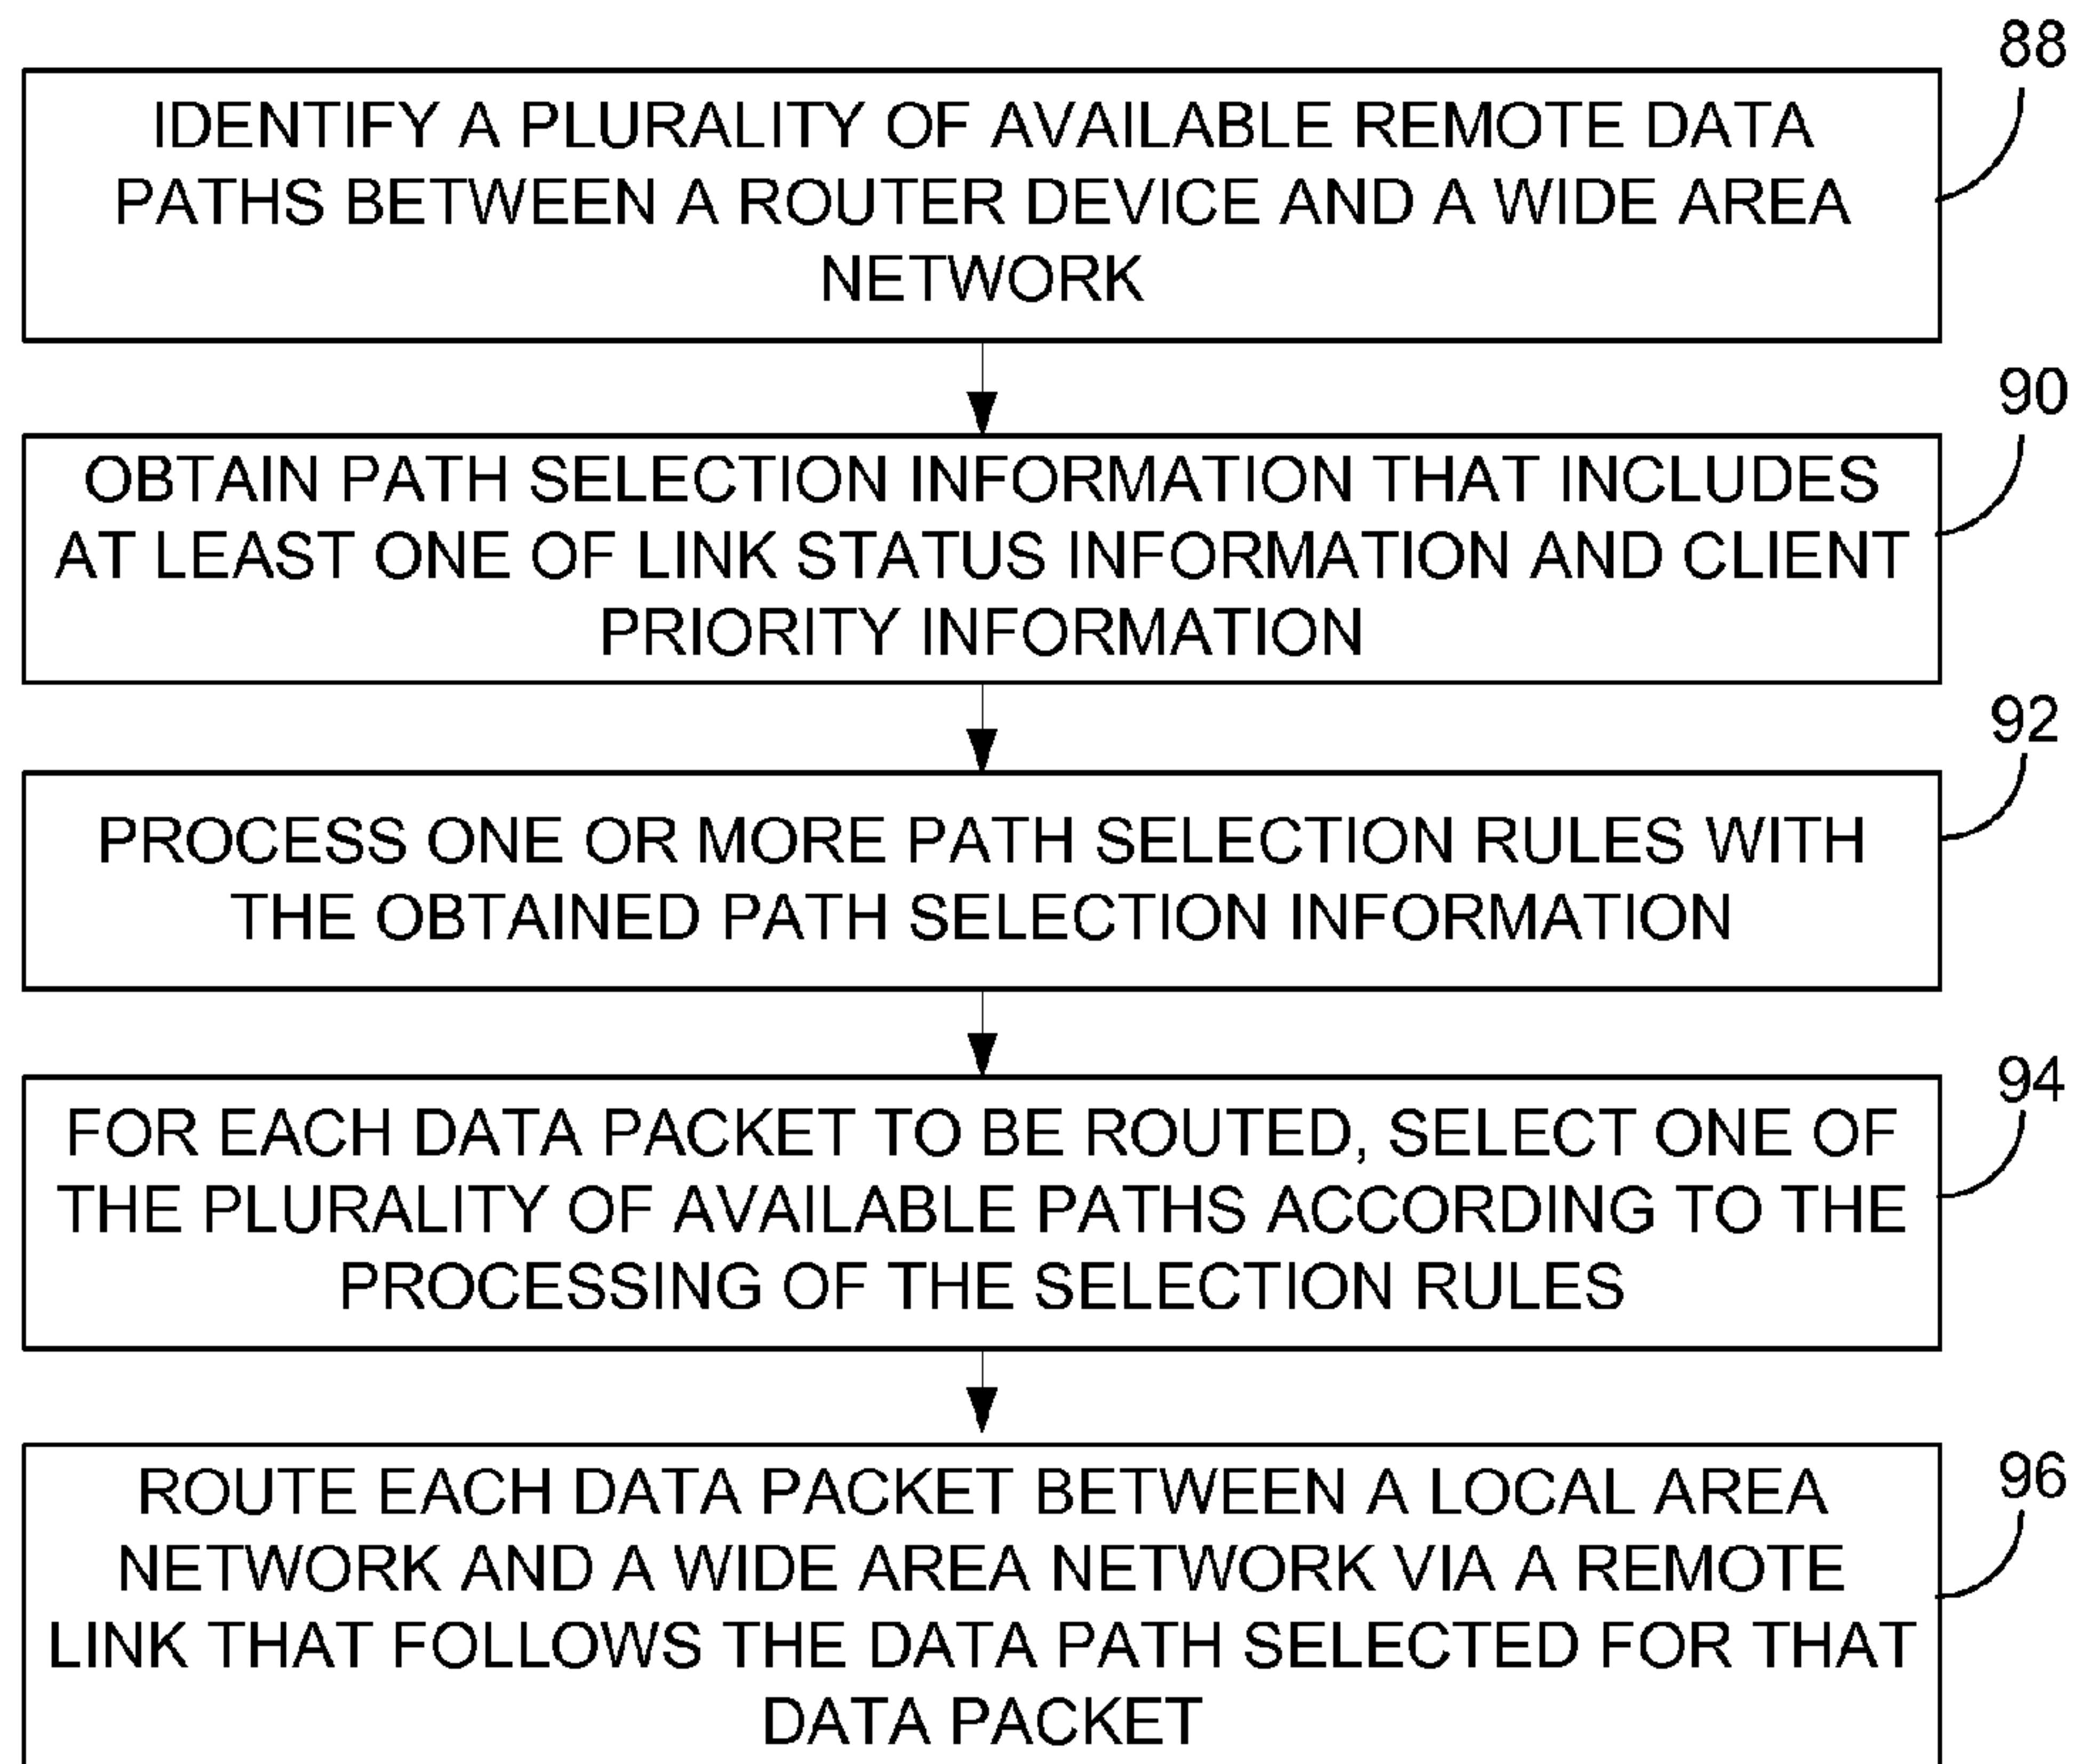 88
IDENTIFY A PLURALITY OF AVAILABLE REMOTE DATA
PATHS BETWEEN A ROUTER DEVICE AND A WIDE AREA
NETWORK
90
OBTAIN PATH SELECTION INFORMATION THAT INCLUDES
AT LEAST ONE OF LINK STATUS INFORMATION AND CLIENT
PRIORITY INFORMATION
92
PROCESS ONE OR MORE PATH SELECTION RULES WITH
THE OBTAINED PATH SELECTION INFORMATION
94
FOR EACH DATA PACKET TO BE ROUTED, SELECT ONE OF
THE PLURALITY OF AVAILABLE PATHS ACCORDING TO THE
PROCESSING OF THE SELECTION RULES
96
ROUTE EACH DATA PACKET BETWEEN A LOCAL AREA
NETWORK AND A WIDE AREA NETWORK VIA A REMOTE
LINK THAT FOLLOWS THE DATA PATH SELECTED FOR THAT
DATA PACKET